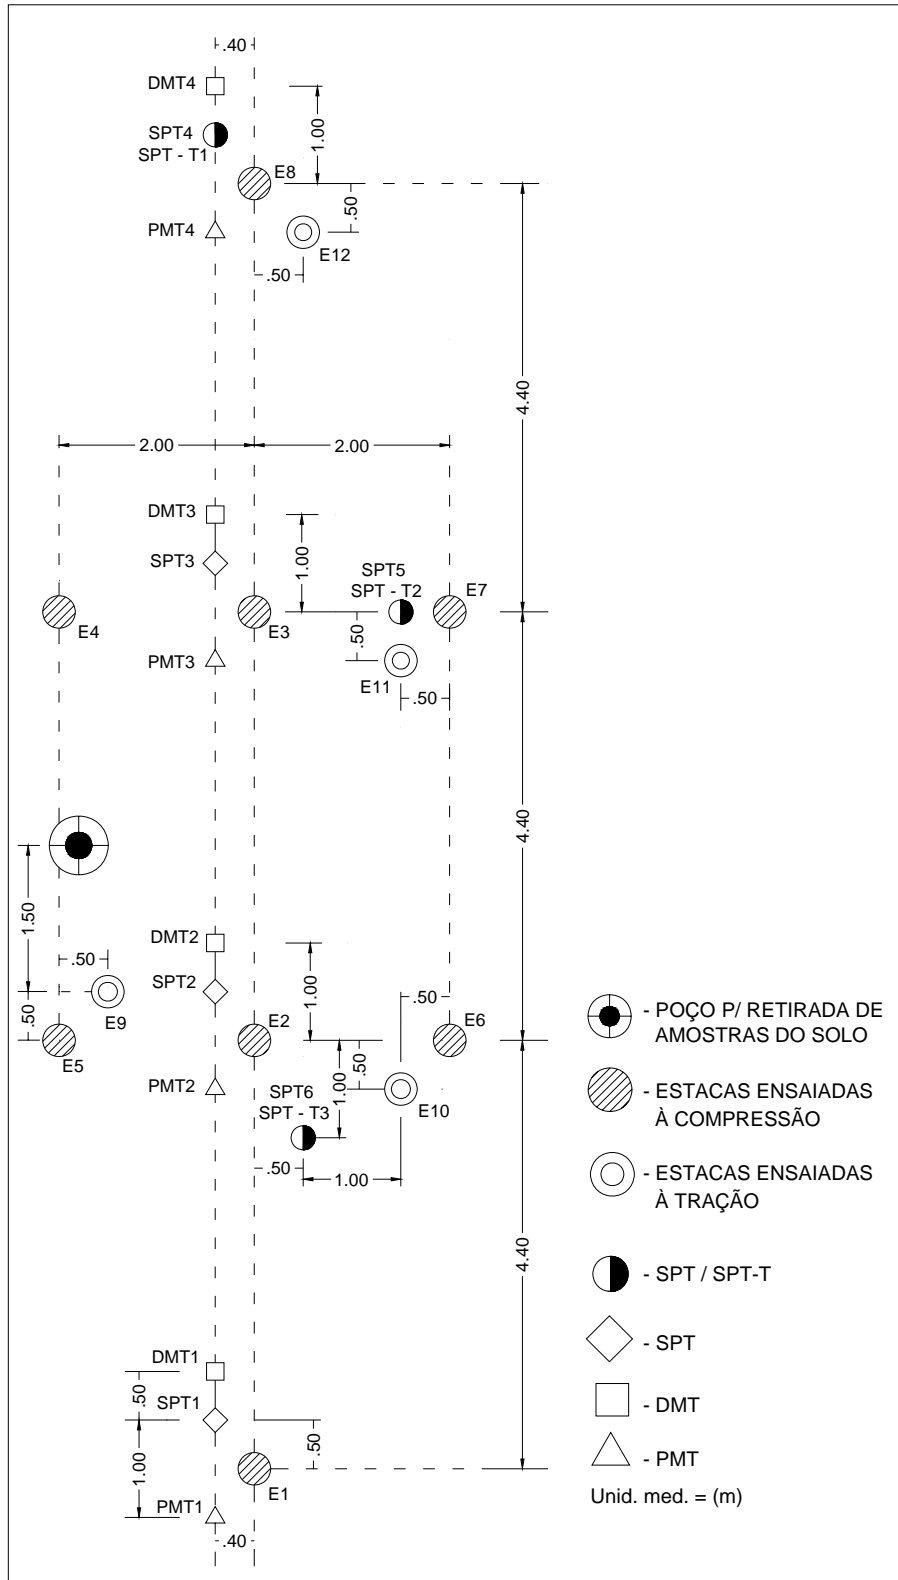 .40
DMT4
SPT4
SPT - T1
1.00
E8
PMT4
.50
E12
.50
4.40
2.00
2.00
DMT3
SPT3
1.00
SPT5
SPT - T2
E7
E4
E3
.50
PMT3
E11
.50
4.40
1.50
DMT2
.50
SPT2
1.00
.50
E9
.50
E2
E6
E5
PMT2
SPT6
SPT - T3
.50
1.00
E10
.50
1.00
4.40
DMT1
.50
SPT1
.50
1.00
E1
PMT1
.40
- POÇO P/ RETIRADA DE
AMOSTRAS DO SOLO
- ESTACAS ENSAIADAS
À COMPRESSÃO
- ESTACAS ENSAIADAS
À TRAÇÃO
- SPT / SPT-T
- SPT
- DMT
- PMT
Unid. med. = (m)